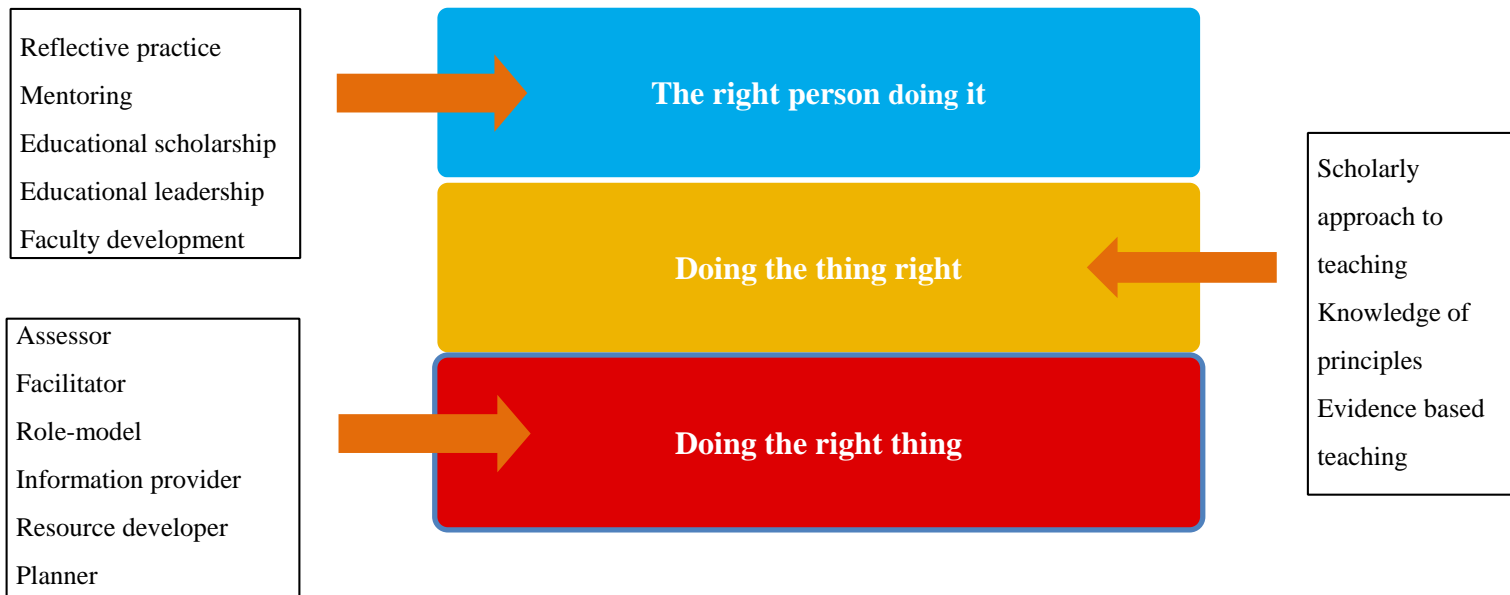 Reflective practice
Mentoring
Educational scholarship
Educational leadership
Faculty development
The right person doing it
Doing the thing right
Scholarly
approach to
teaching
Knowledge of
principles
Evidence based
teaching
Assessor
Facilitator
Role-model
Information provider
Resource developer
Planner
Doing the right thing